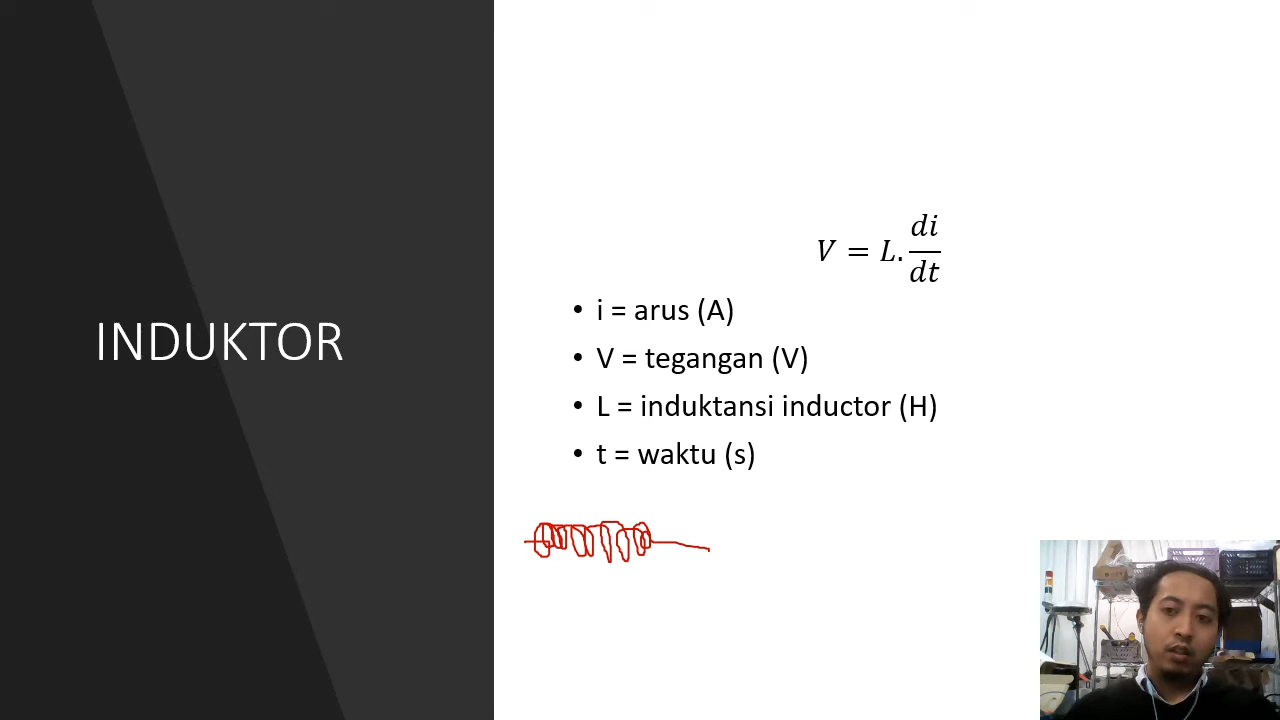 INDUKTOR
V = L. di/dt
• i = arus (A)
• V = tegangan (V)
• L = induktansi inductor (H)
• t = waktu (s)